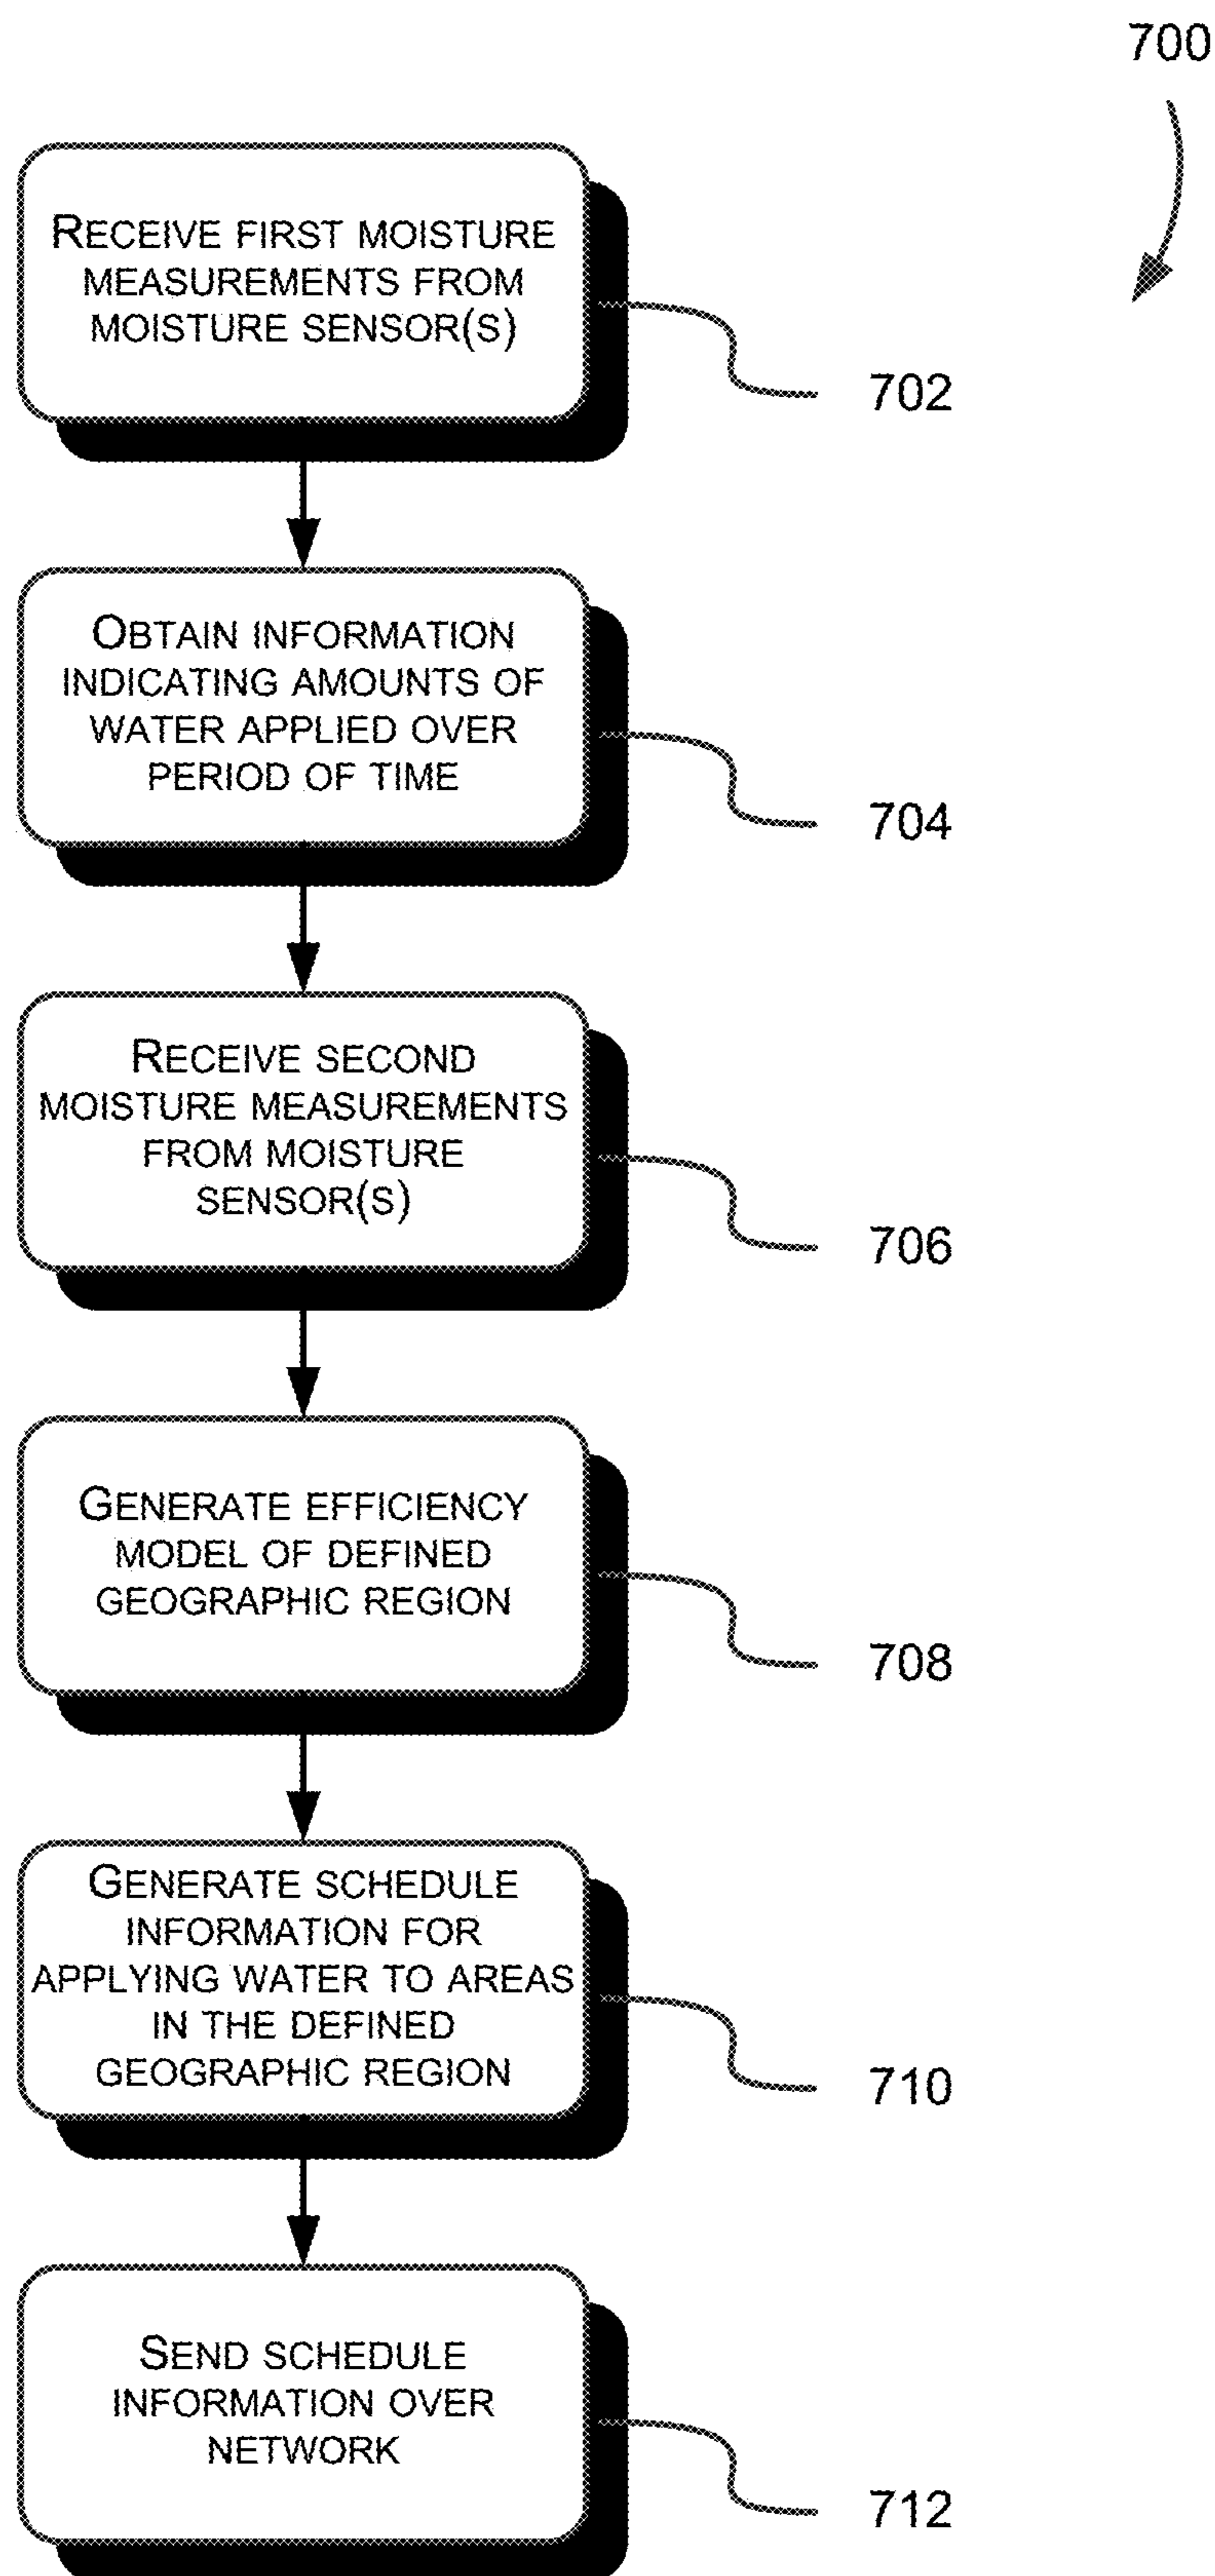 700
RECEIVE FIRST MOISTURE
MEASUREMENTS FROM
MOISTURE SENSOR(S)
702
OBTAIN INFORMATION
INDICATING AMOUNTS OF
WATER APPLIED OVER
PERIOD OF TIME
704
RECEIVE SECOND
MOISTURE MEASUREMENTS
FROM MOISTURE
SENSOR(S)
706
GENERATE EFFICIENCY
MODEL OF DEFINED
GEOGRAPHIC REGION
708
GENERATE SCHEDULE
INFORMATION FOR
APPLYING WATER TO AREAS
IN THE DEFINED
GEOGRAPHIC REGION
710
SEND SCHEDULE
INFORMATION OVER
NETWORK
712